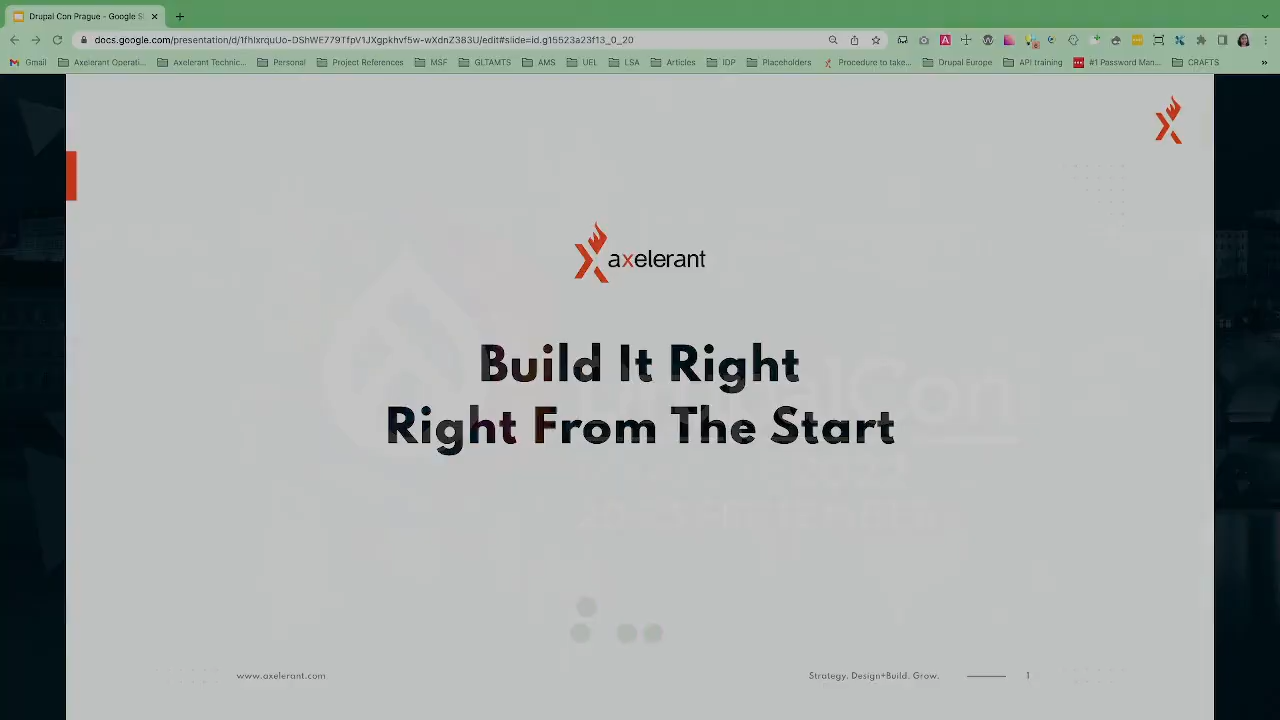 Drupal Con Prague - Google Sl
docs.google.com/presentation/d/1fhIxrquUo-DShWE779TfpV1JXgpkhvf5w-wXdnZ383U/edit#slide=id.g15523a23f13_0_20
Gmail
Axelerant Operati...
Axelerant Technic...
Personal
Project References
MSF
GLTAMTS
AMS
UEL
LSA
Articles
IDP
Placeholders
Procedure to take...
Drupal Europe
API training
#1 Password Man...
CRAFTS
»
axelerant
Build It Right
Right From The Start
DrupalCon
www.axelerant.com
Strategy. Design+Build. Grow.
1